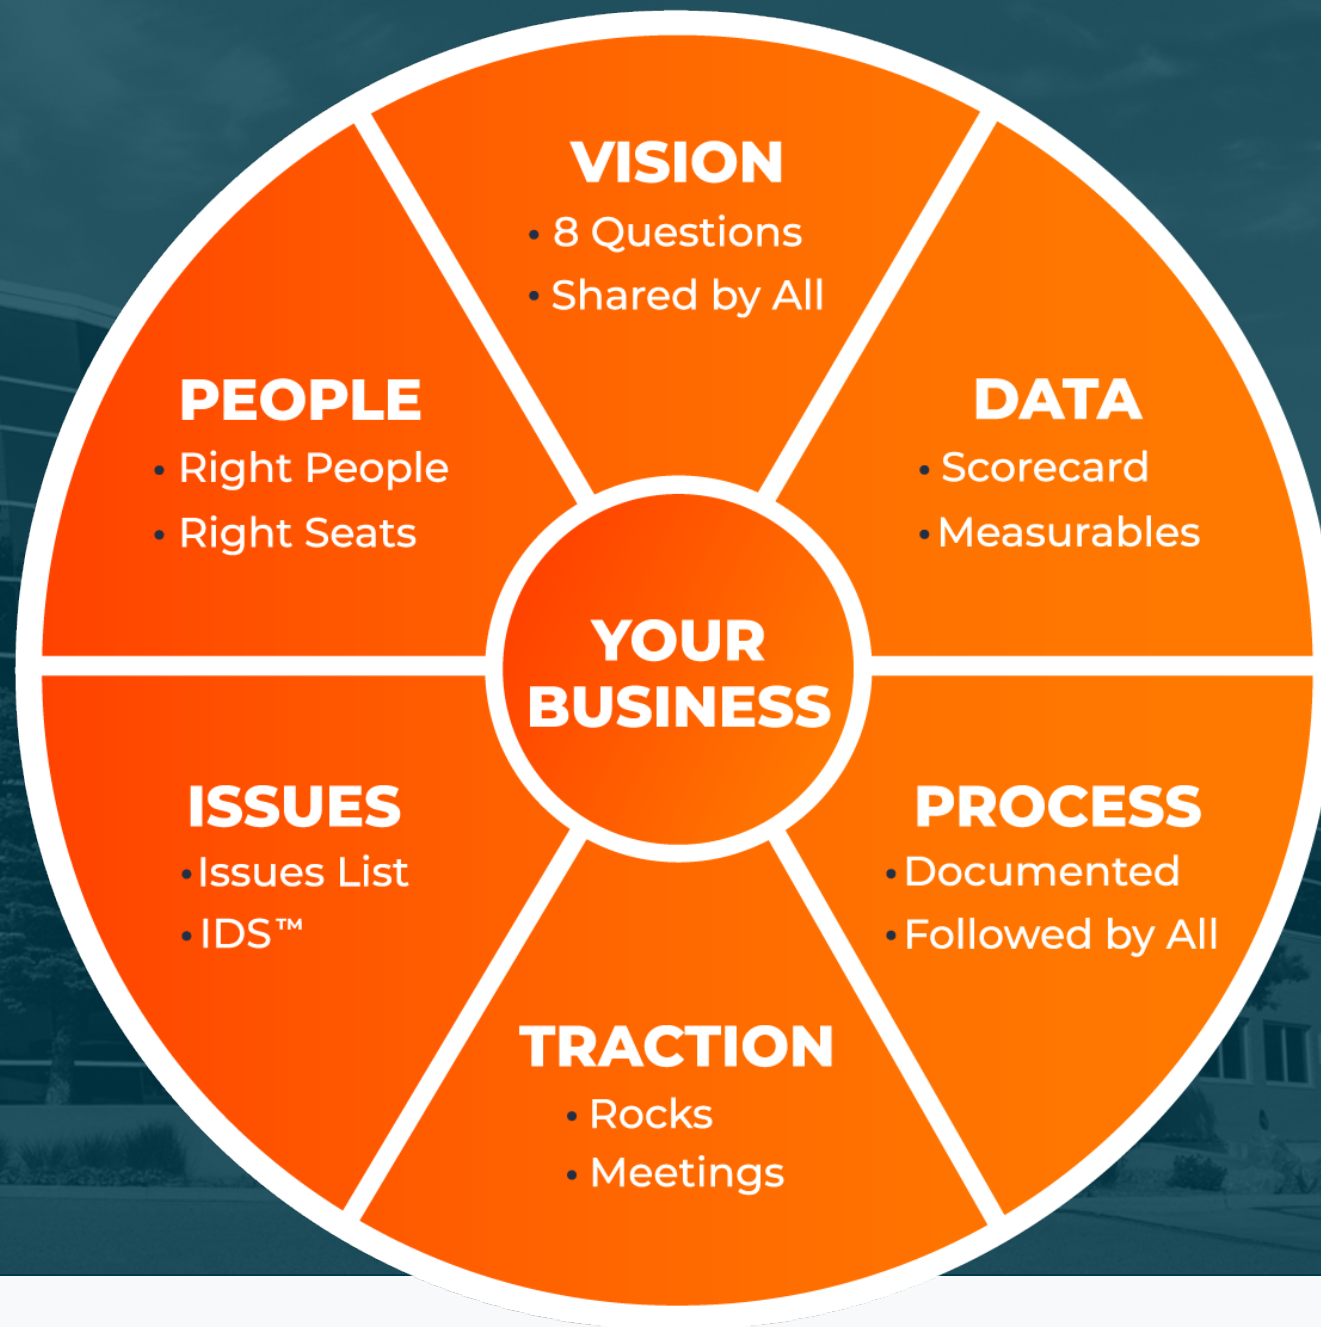 VISION
• 8 Questions
• Shared by All
PEOPLE
• Right People
• Right Seats
DATA
• Scorecard
• Measurables
YOUR
BUSINESS
ISSUES
• Issues List
• IDS™
PROCESS
• Documented
• Followed by All
TRACTION
• Rocks
• Meetings